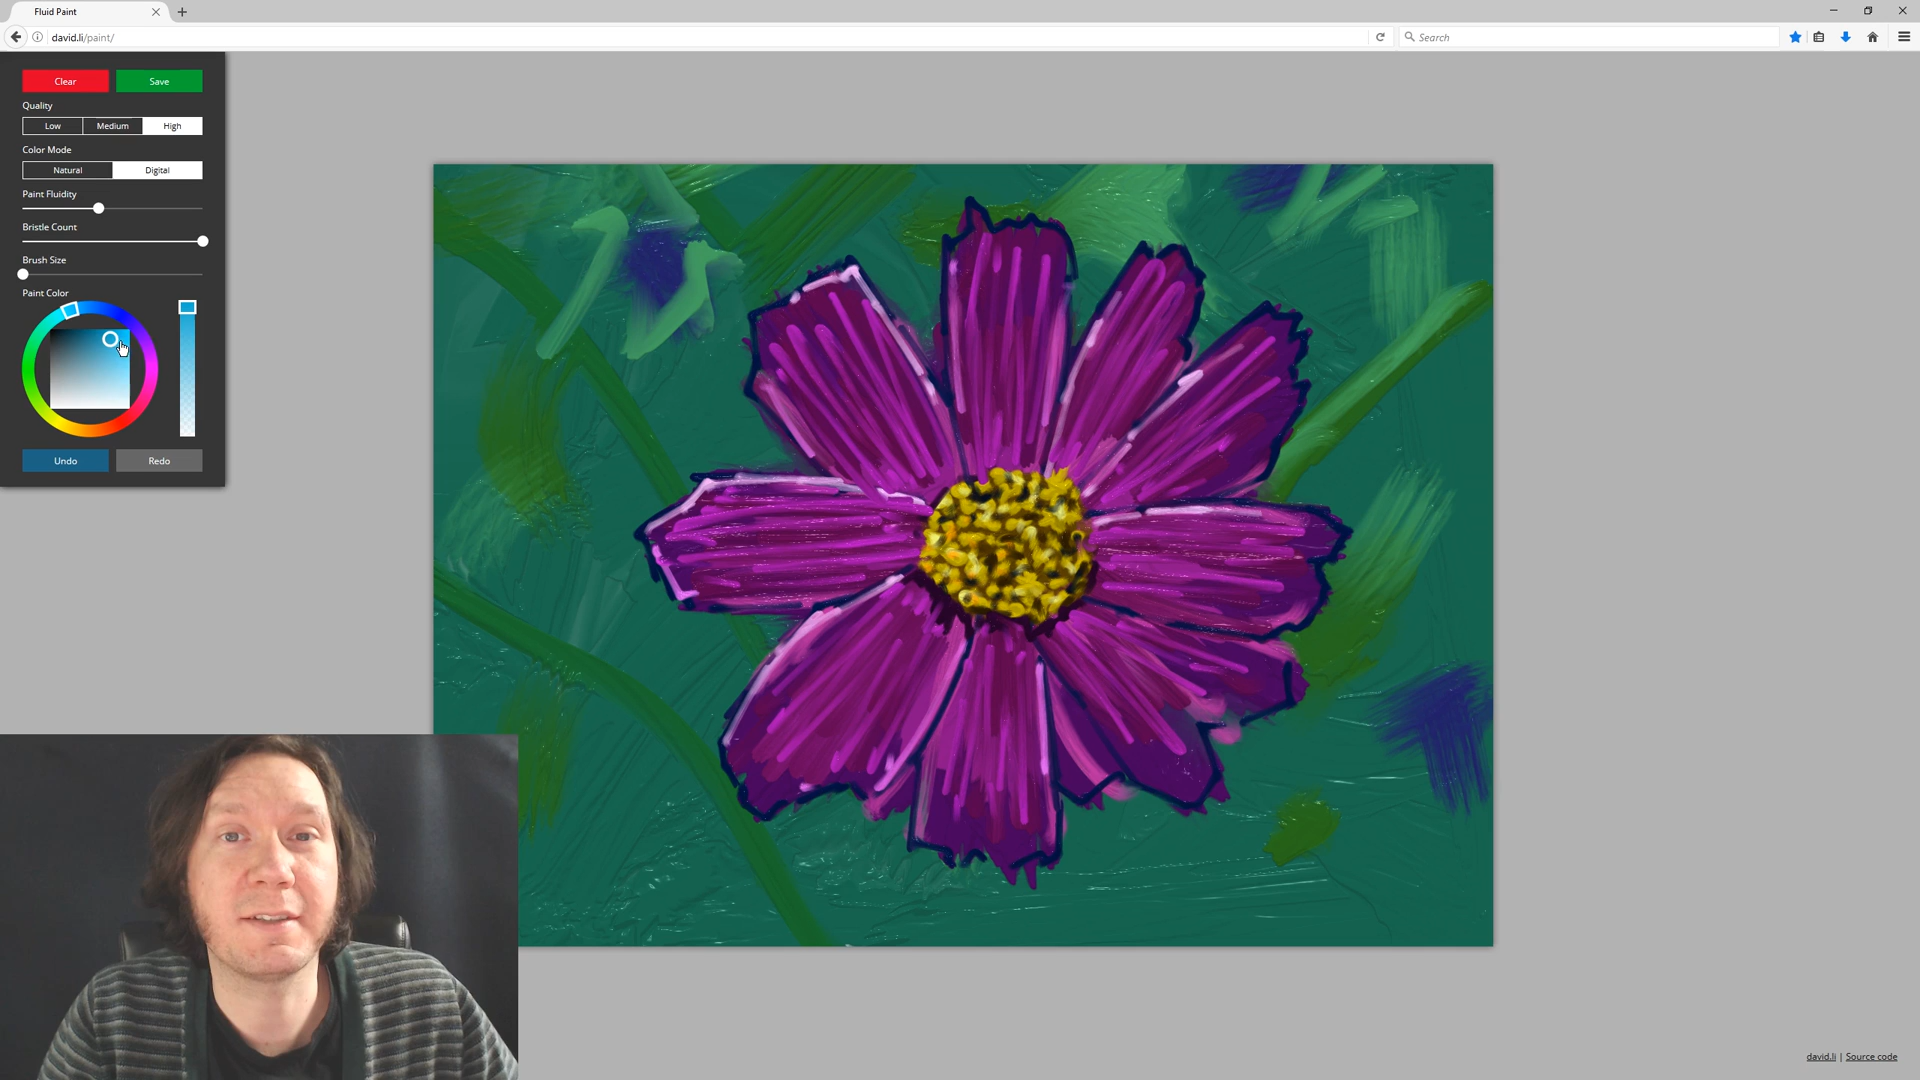 Fluid Paint
david.li/paint/
Search
Clear
Save
Quality
Low
Medium
High
Color Mode
Natural
Digital
Paint Fluidity
Bristle Count
Brush Size
Paint Color
Undo
Redo
david.li | Source code